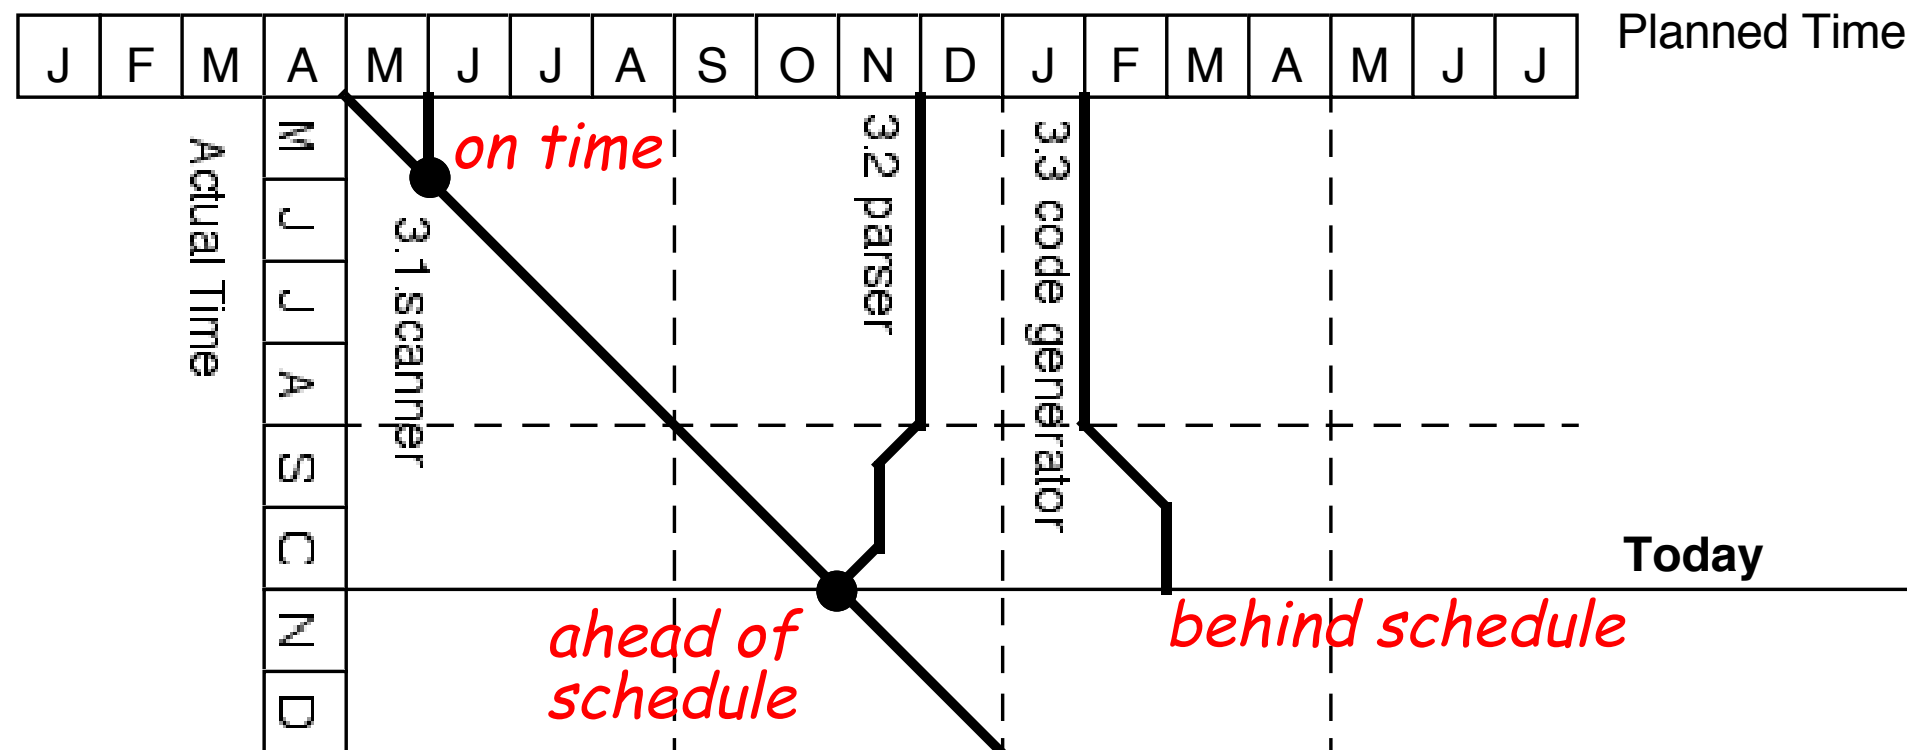 J F M A M J J A S O N D J F M A M J J
Planned Time
Actual Time
M
J
J
A
S
C
N
D
on time
3.1.scanner
3.2 parser
3.3 code generator
Today
ahead of
schedule
behind schedule